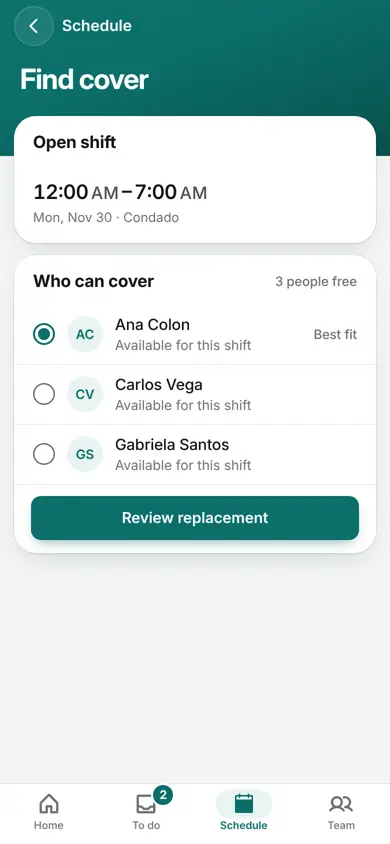 Schedule
Find cover
Open shift
12:00 AM – 7:00 AM
Mon, Nov 30 · Condado
Who can cover
3 people free
AC
Ana Colon
Available for this shift
Best fit
CV
Carlos Vega
Available for this shift
GS
Gabriela Santos
Available for this shift
Review replacement
2
Home
To do
Schedule
Team